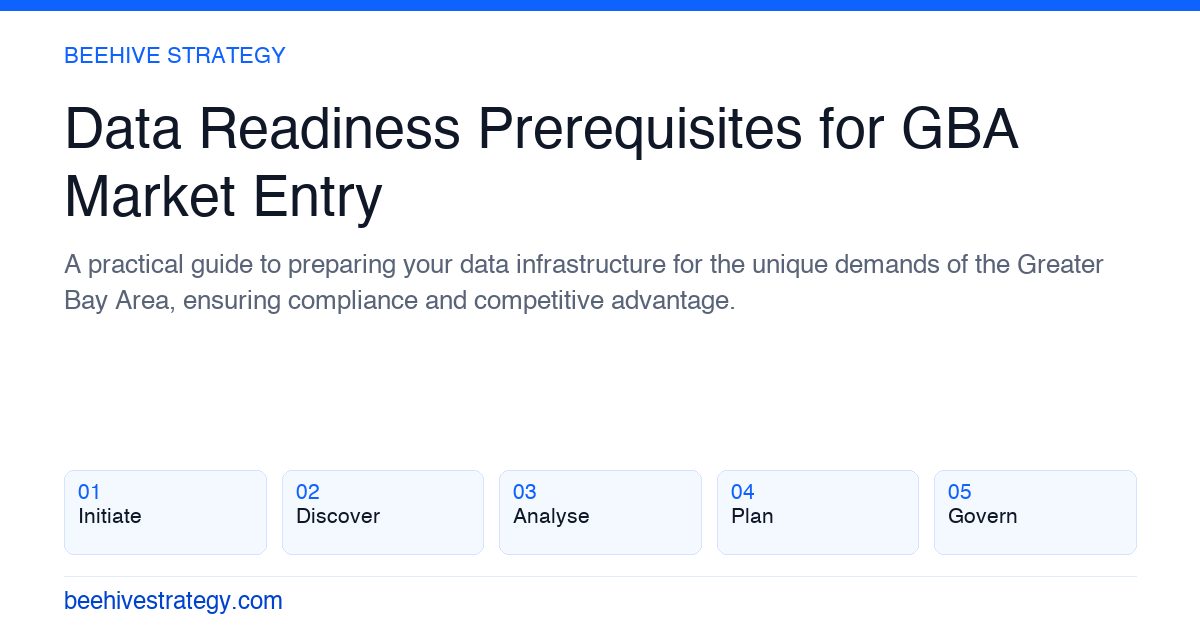 BEEHIVE STRATEGY
Data Readiness Prerequisites for GBA
Market Entry
A practical guide to preparing your data infrastructure for the unique demands of the Greater
Bay Area, ensuring compliance and competitive advantage.
01
Initiate
02
Discover
03
Analyse
04
Plan
05
Govern
beehivestrategy.com